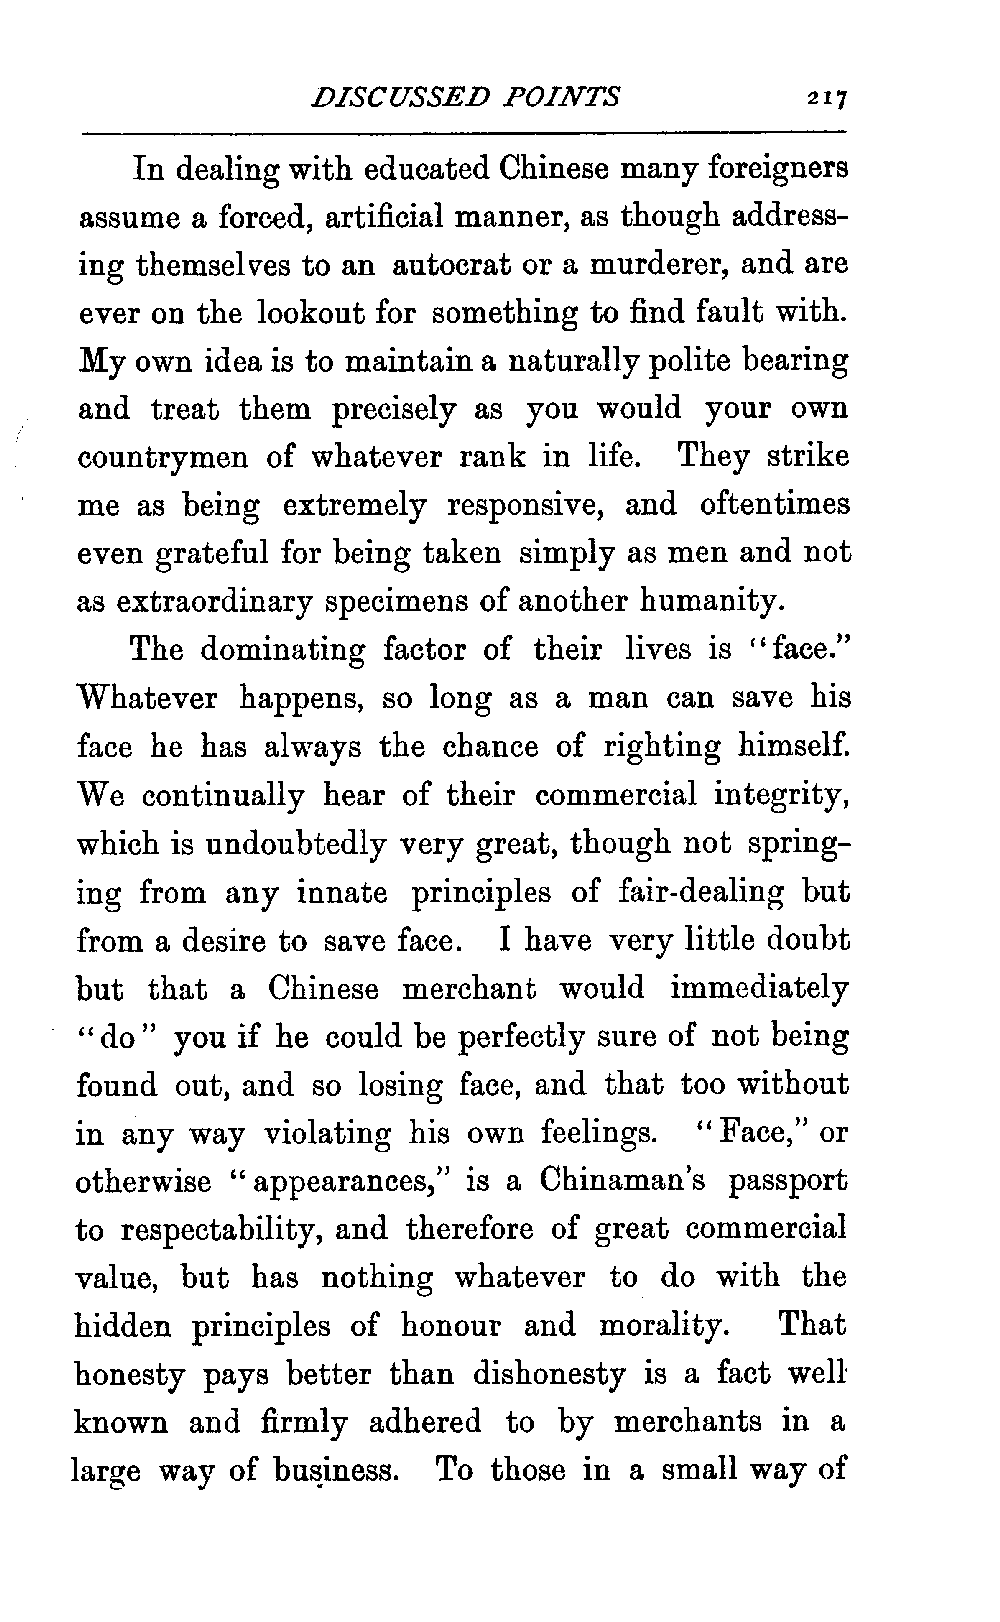 DISCUSSED POINTS 217
In dealing with educated Chinese many foreigners
assume a forced, artificial manner, as though address-
ing themselves to an autocrat or a murderer, and are
ever on the lookout for something to find fault with.
My own idea is to maintain a naturally polite bearing
and treat them precisely as you would your own
countrymen of whatever rank in life. They strike
me as being extremely responsive, and oftentimes
even grateful for being taken simply as men and not
as extraordinary specimens of another humanity.
The dominating factor of their lives is “face.”
Whatever happens, so long as a man can save his
face he has always the chance of righting himself.
We continually hear of their commercial integrity,
which is undoubtedly very great, though not spring-
ing from any innate principles of fair-dealing but
from a desire to save face. I have very little doubt
but that a Chinese merchant would immediately
“do” you if he could be perfectly sure of not being
found out, and so losing face, and that too without
in any way violating his own feelings. “Face,” or
otherwise “appearances,” is a Chinaman's passport
to respectability, and therefore of great commercial
value, but has nothing whatever to do with the
hidden principles of honour and morality. That
honesty pays better than dishonesty is a fact well
known and firmly adhered to by merchants in a
large way of business. To those in a small way of